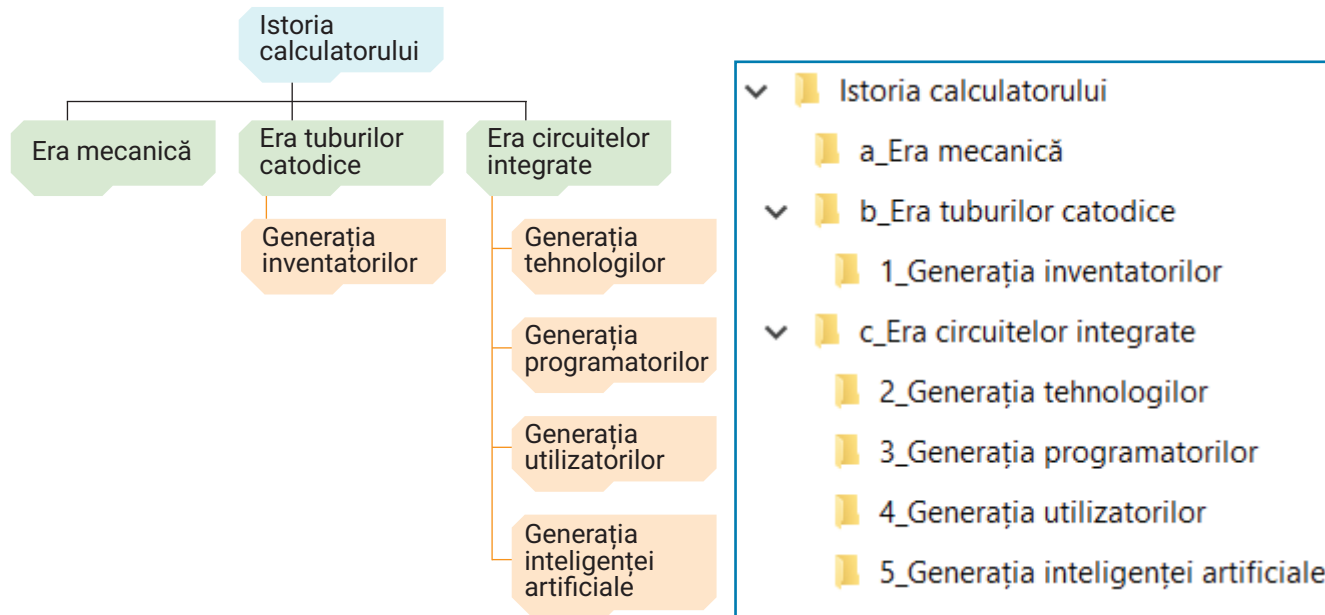 Istoria
calculatorului
Era mecanică
Era tuburilor
catodice
Era circuitelor
integrate
Generația
inventatorilor
Generația
tehnologilor
Generația
programatorilor
Generația
utilizatorilor
Generația
inteligenței
artificiale
Istoria calculatorului
a_Era mecanică
b_Era tuburilor catodice
1_Generația inventatorilor
c_Era circuitelor integrate
2_Generația tehnologilor
3_Generația programatorilor
4_Generația utilizatorilor
5_Generația inteligenței artificiale